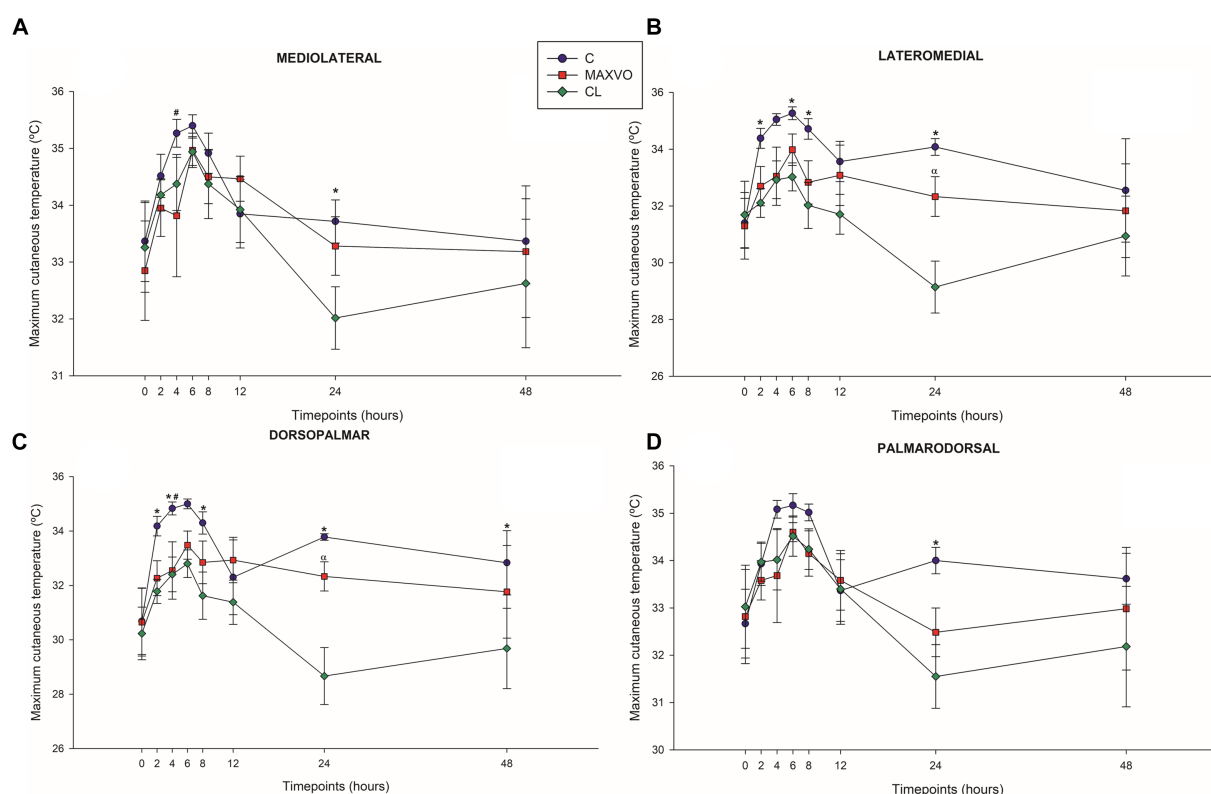 A
MEDIOLATERAL
C
MAXVO
CL
Maximum cutaneous temperature (ºC)
36
35
34
33
32
31
#
*
0 2 4 6 8 12 24 48
Timepoints (hours)
B
LATEROMEDIAL
Maximum cutaneous temperature (ºC)
36
34
32
30
28
26
* * * *
α
0 2 4 6 8 12 24 48
Timepoints (hours)
C
DORSOPALMAR
Maximum cutaneous temperature (ºC)
36
34
32
30
28
26
* *# * * *
α
0 2 4 6 8 12 24 48
Timepoints (hours)
D
PALMARODORSAL
Maximum cutaneous temperature (ºC)
36
35
34
33
32
31
30
*
0 2 4 6 8 12 24 48
Timepoints (hours)